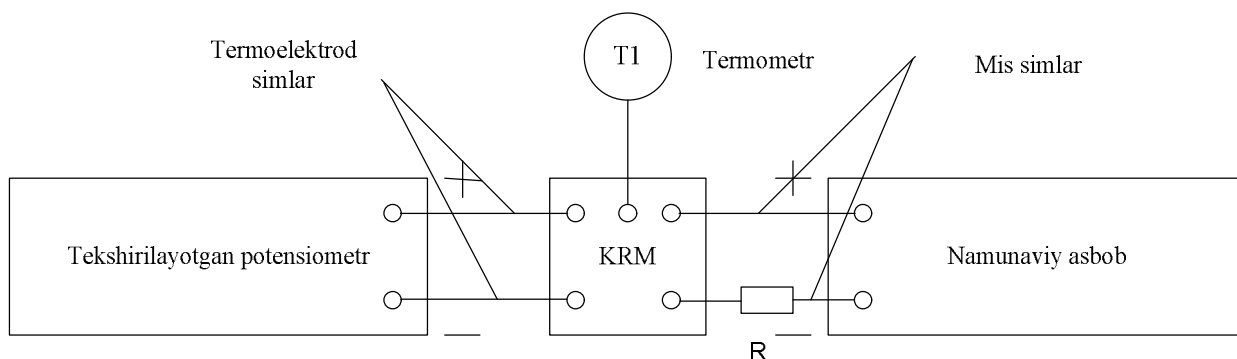 Termoelektrod
simlar
T1
Termometr
Mis simlar
+
+
Tekshirilayotgan potensiometr
KRM
Namunaviy asbob
—
—
R